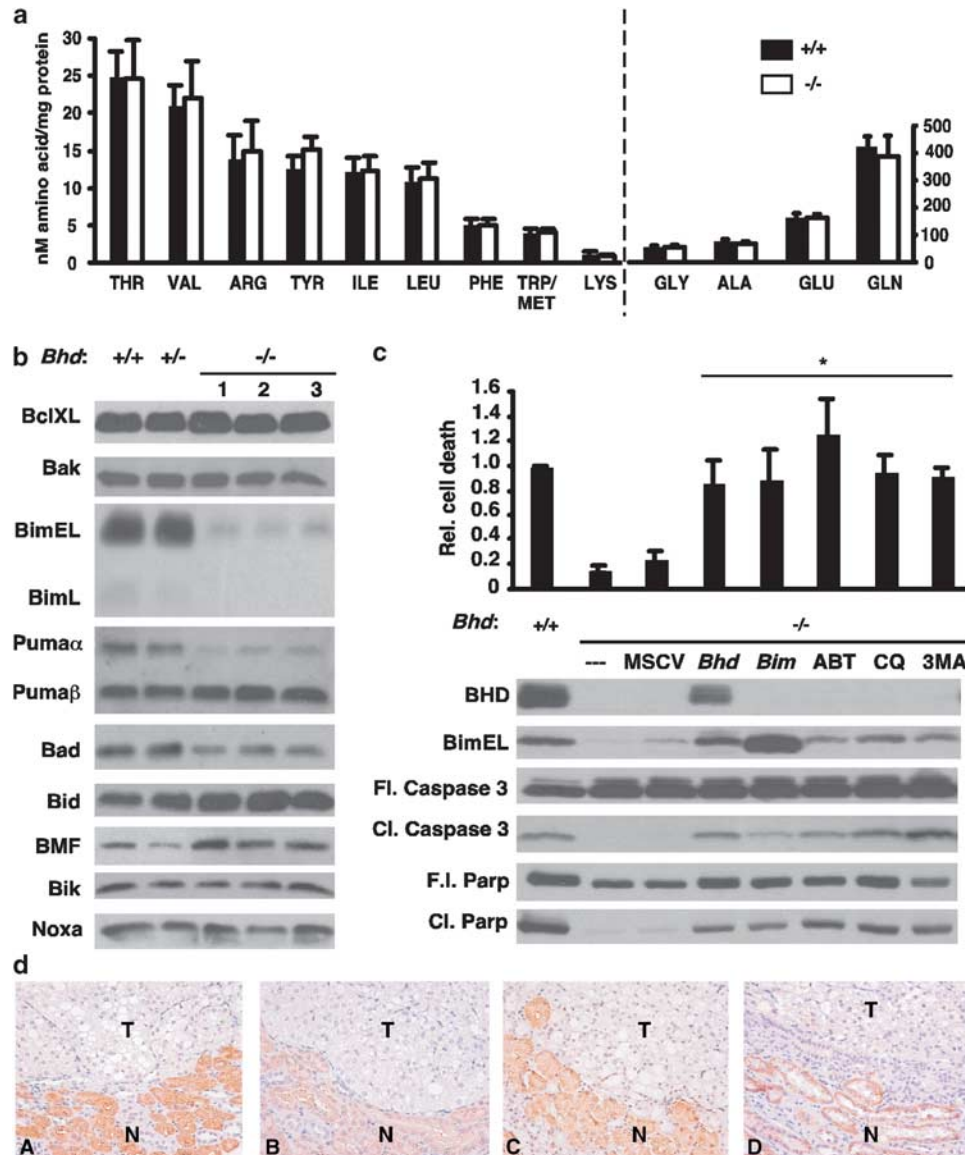 a
nM amino acid/mg protein
30
25
20
15
10
5
0
+/+
-/-
500
400
300
200
100
0
THR VAL ARG TYR ILE LEU PHE TRP/MET LYS GLY ALA GLU GLN
b
Bhd: +/+ +/- -/-
1 2 3
BclXL
Bak
BimEL
BimL
Pumaα
Pumaβ
Bad
Bid
BMF
Bik
Noxa
c
*
Rel. cell death
1.6
1.4
1.2
1.0
0.8
0.6
0.4
0.2
0
Bhd: +/+ -/-
--- MSCV Bhd Bim ABT CQ 3MA
BHD
BimEL
Fl. Caspase 3
Cl. Caspase 3
F.l. Parp
Cl. Parp
d
T
N
A
T
N
B
T
N
C
T
N
D